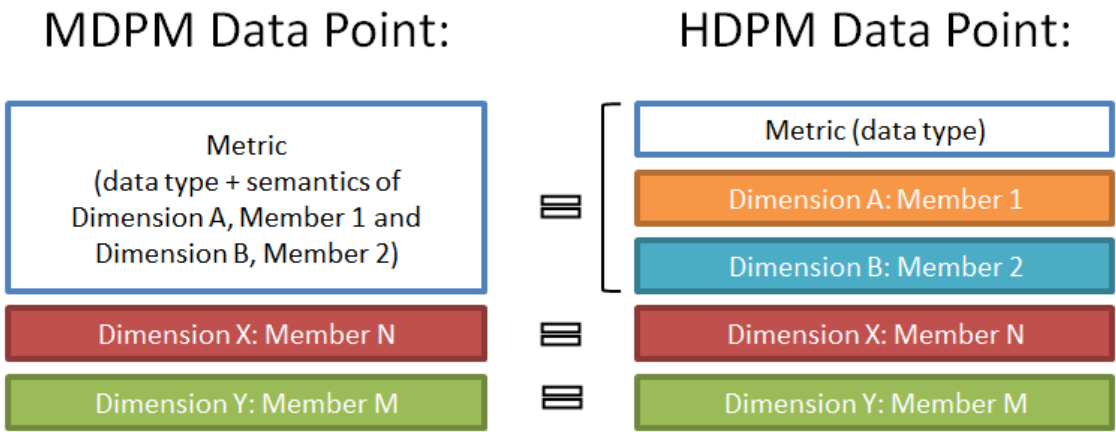 MDPM Data Point:
HDPM Data Point:
Metric
(data type + semantics of
Dimension A, Member 1 and
Dimension B, Member 2)
Metric (data type)
Dimension A: Member 1
Dimension B: Member 2
Dimension X: Member N
Dimension X: Member N
Dimension Y: Member M
Dimension Y: Member M